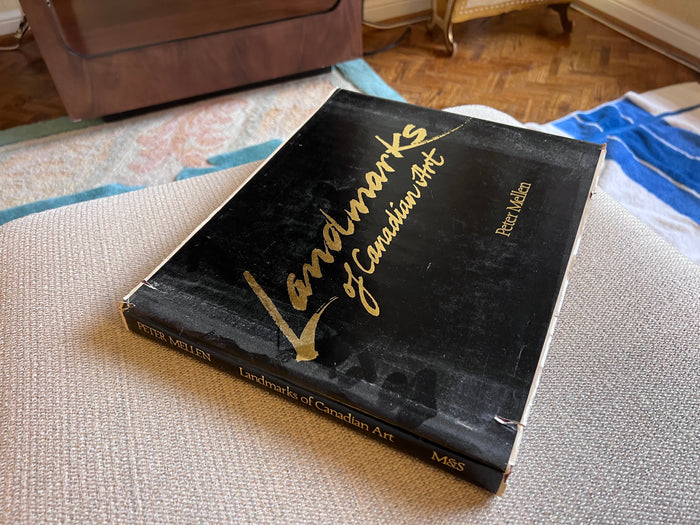 Landmarks
of Canadian Art
Peter Mellen
PETER MELLEN Landmarks of Canadian Art M&S